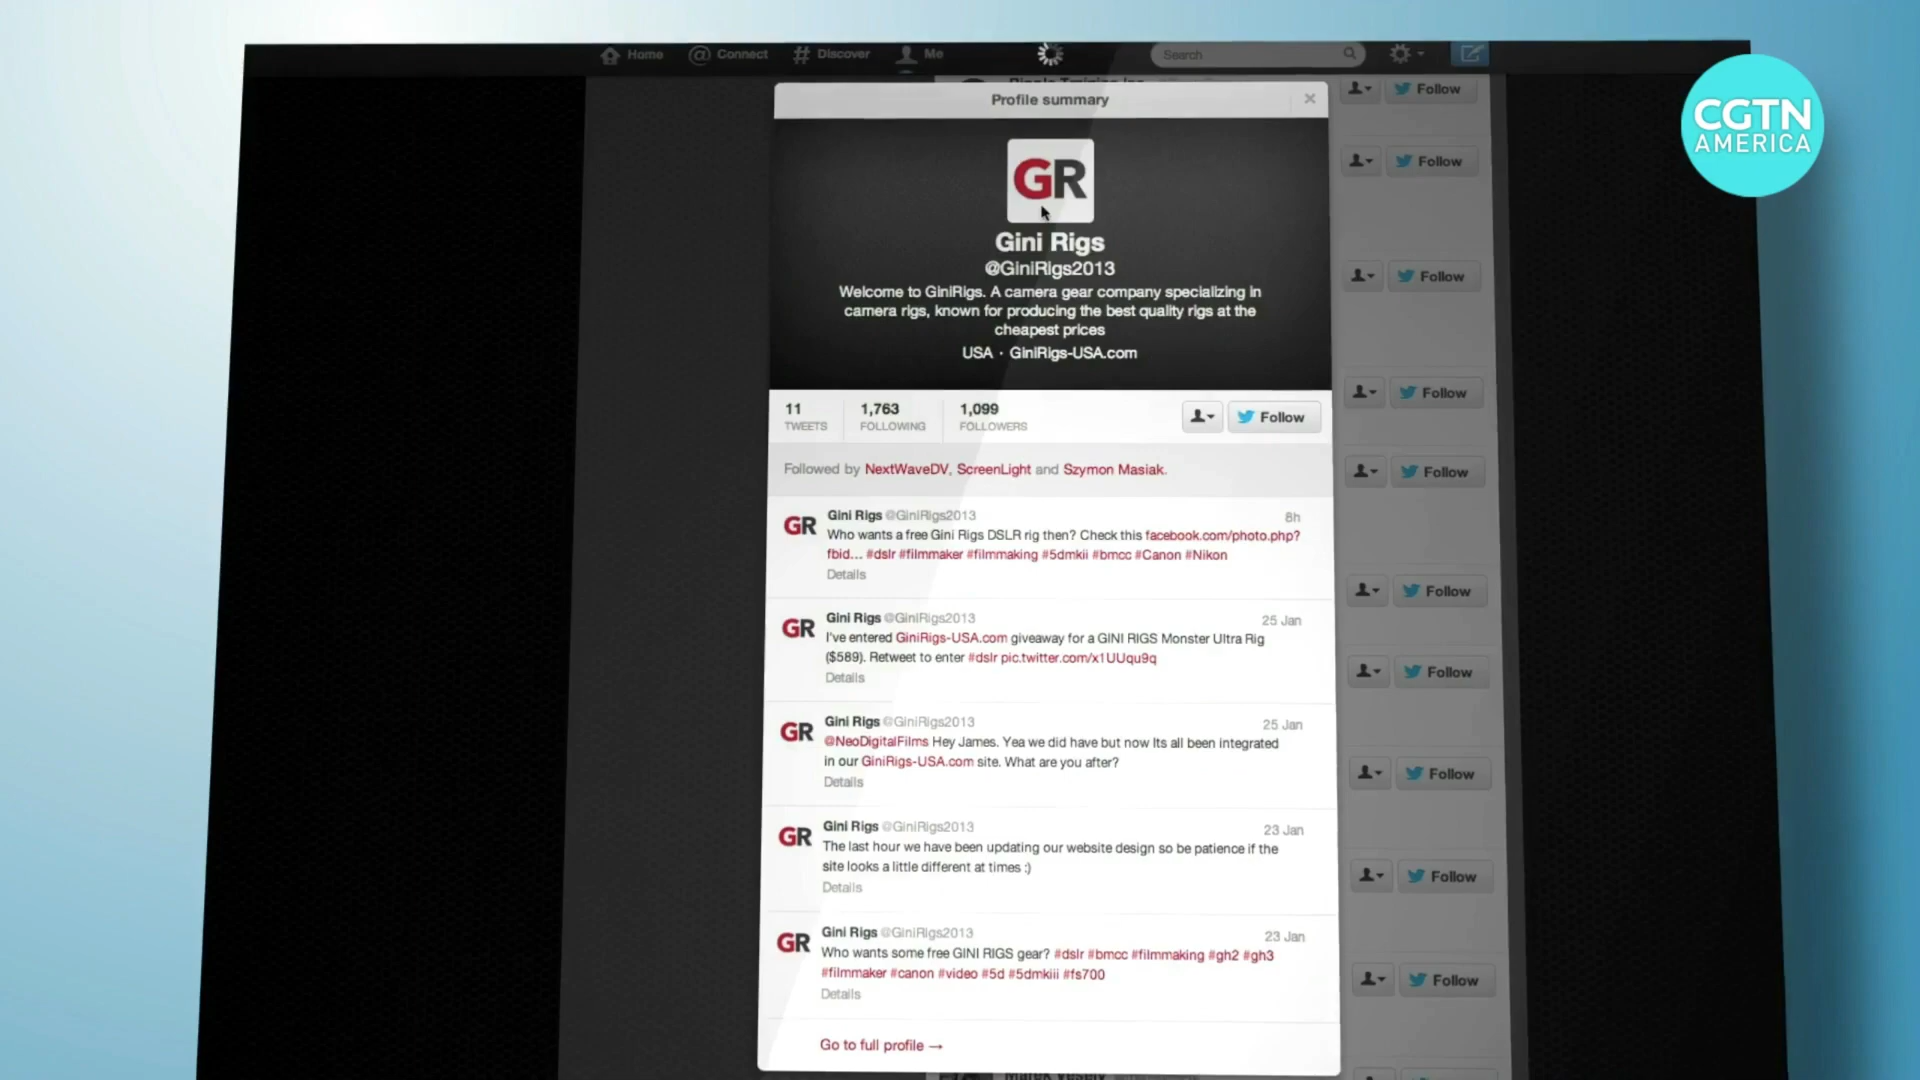 Home
Connect
Discover
Me
Search
CGTN
AMERICA
Profile summary
Follow
Follow
GR
Gini Rigs
@GiniRigs2013
Welcome to GiniRigs. A camera gear company specializing in
camera rigs, known for producing the best quality rigs at the
cheapest prices
USA · GiniRigs-USA.com
Follow
11
TWEETS
1,763
FOLLOWING
1,099
FOLLOWERS
Follow
Follow
Followed by NextWaveDV, ScreenLight and Szymon Masiak.
Follow
GR
Gini Rigs @GiniRigs2013
8h
Who wants a free Gini Rigs DSLR rig then? Check this facebook.com/photo.php?
fbid... #dslr #filmmaker #filmmaking #5dmkii #bmcc #Canon #Nikon
Details
Follow
GR
Gini Rigs @GiniRigs2013
25 Jan
I've entered GiniRigs-USA.com giveaway for a GINI RIGS Monster Ultra Rig
($589). Retweet to enter #dslr pic.twitter.com/x1UUqu9q
Details
Follow
GR
Gini Rigs @GiniRigs2013
25 Jan
@NeoDigitalFilms Hey James. Yea we did have but now Its all been integrated
in our GiniRigs-USA.com site. What are you after?
Details
Follow
GR
Gini Rigs @GiniRigs2013
23 Jan
The last hour we have been updating our website design so be patience if the
site looks a little different at times :)
Details
Follow
GR
Gini Rigs @GiniRigs2013
23 Jan
Who wants some free GINI RIGS gear? #dslr #bmcc #filmmaking #gh2 #gh3
#filmmaker #canon #video #5d #5dmkiii #fs700
Details
Follow
Go to full profile →